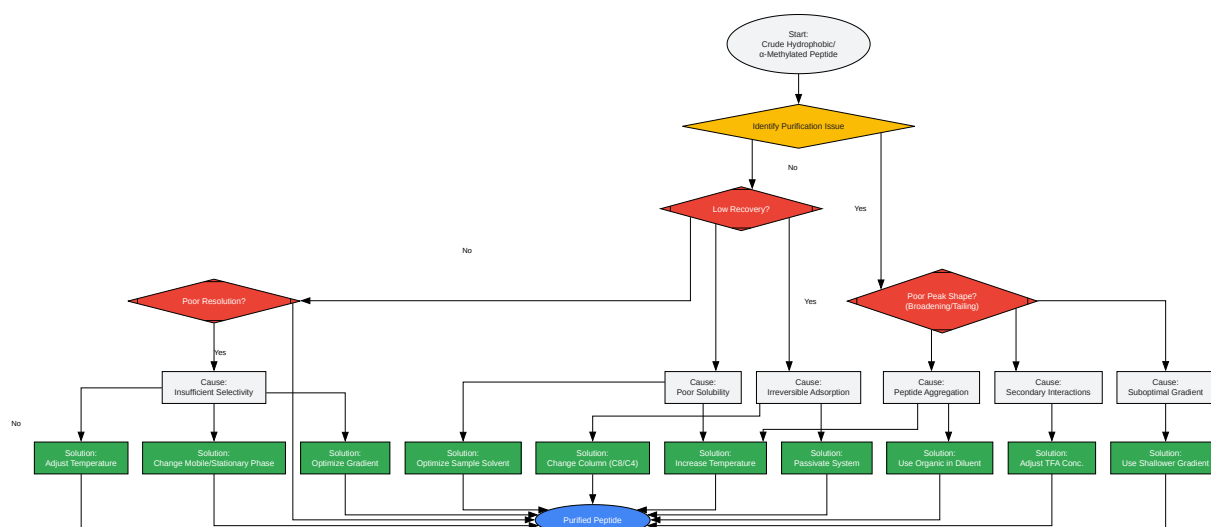 Start:
Crude Hydrophobic/
α-Methylated Peptide
Identify Purification Issue
No
Low Recovery?
Yes
No
Poor Resolution?
Yes
Poor Peak Shape?
(Broadening/Tailing)
Yes
Cause:
Insufficient Selectivity
Cause:
Poor Solubility
Cause:
Irreversible Adsorption
Cause:
Peptide Aggregation
Cause:
Secondary Interactions
Cause:
Suboptimal Gradient
No
Solution:
Adjust Temperature
Solution:
Change Mobile/Stationary Phase
Solution:
Optimize Gradient
Solution:
Optimize Sample Solvent
Solution:
Change Column (C8/C4)
Solution:
Increase Temperature
Solution:
Passivate System
Solution:
Use Organic in Diluent
Solution:
Adjust TFA Conc.
Solution:
Use Shallower Gradient
Purified Peptide